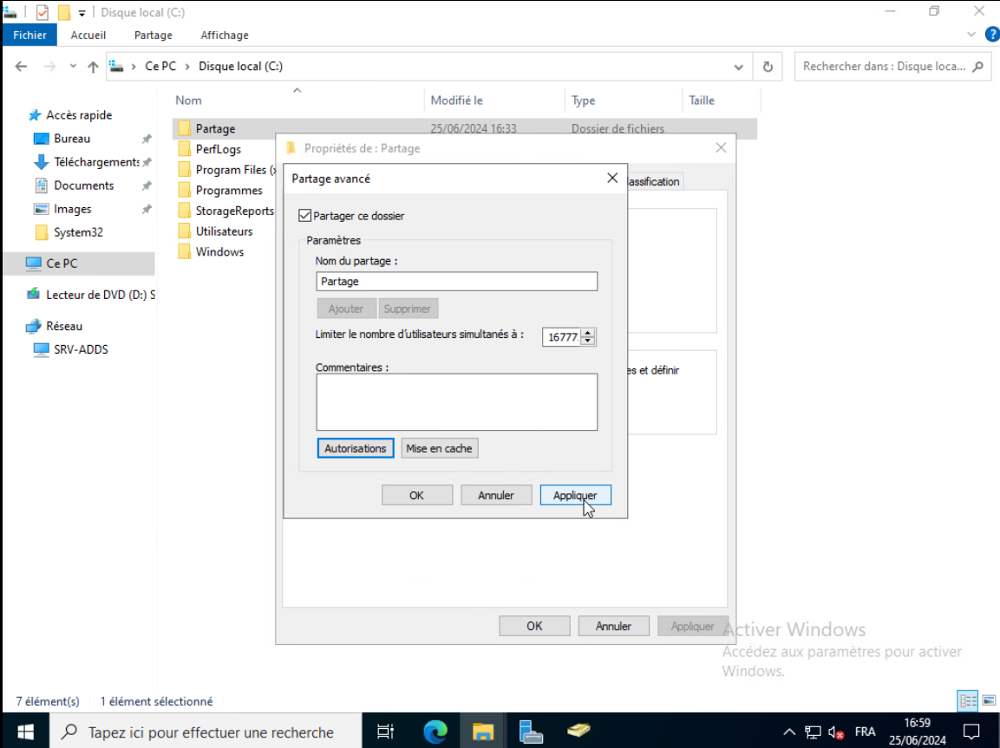 Disque local (C:)
Fichier Accueil Partage Affichage
Ce PC > Disque local (C:)
Rechercher dans : Disque loca...
Nom Modifié le Type Taille
Accès rapide
Bureau
Téléchargements
Documents
Images
System32
Ce PC
Lecteur de DVD (D:) S
Réseau
SRV-ADDS
Partage 25/06/2024 16:33 Dossier de fichiers
PerfLogs
Program Files (x
Programmes
StorageReports
Utilisateurs
Windows
Propriétés de : Partage
lassification
es et définir
Partage avancé
Partager ce dossier
Paramètres
Nom du partage :
Partage
Ajouter Supprimer
Limiter le nombre d'utilisateurs simultanés à : 16777
Commentaires :
Autorisations Mise en cache
OK Annuler Appliquer
OK Annuler Appliquer
Activer Windows
Accédez aux paramètres pour activer
Windows.
7 élément(s) 1 élément sélectionné
Tapez ici pour effectuer une recherche
FRA
16:59
25/06/2024